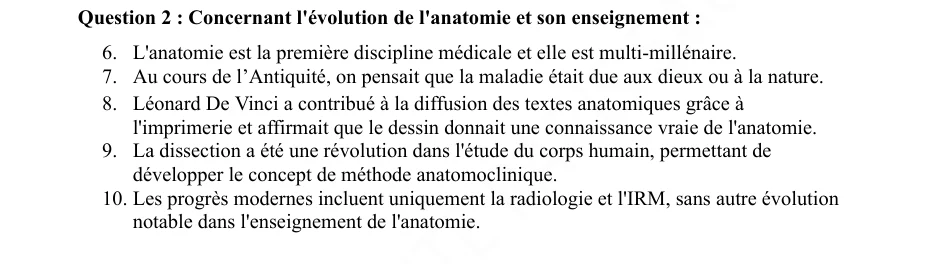 Question 2 : Concernant l'évolution de l'anatomie et son enseignement :
6. L'anatomie est la première discipline médicale et elle est multi-millénaire.
7. Au cours de l’Antiquité, on pensait que la maladie était due aux dieux ou à la nature.
8. Léonard De Vinci a contribué à la diffusion des textes anatomiques grâce à
l'imprimerie et affirmait que le dessin donnait une connaissance vraie de l'anatomie.
9. La dissection a été une révolution dans l'étude du corps humain, permettant de
développer le concept de méthode anatomoclinique.
10. Les progrès modernes incluent uniquement la radiologie et l'IRM, sans autre évolution
notable dans l'enseignement de l'anatomie.